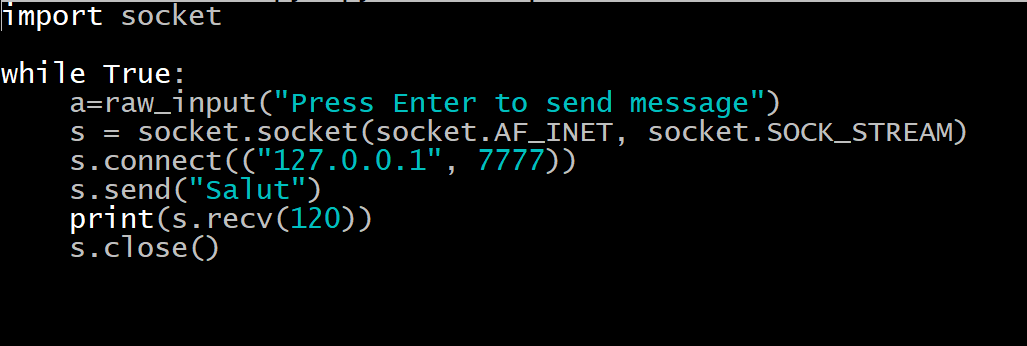 import socket

while True:
    a=raw_input("Press Enter to send message")
    s = socket.socket(socket.AF_INET, socket.SOCK_STREAM)
    s.connect(("127.0.0.1", 7777))
    s.send("Salut")
    print(s.recv(120))
    s.close()